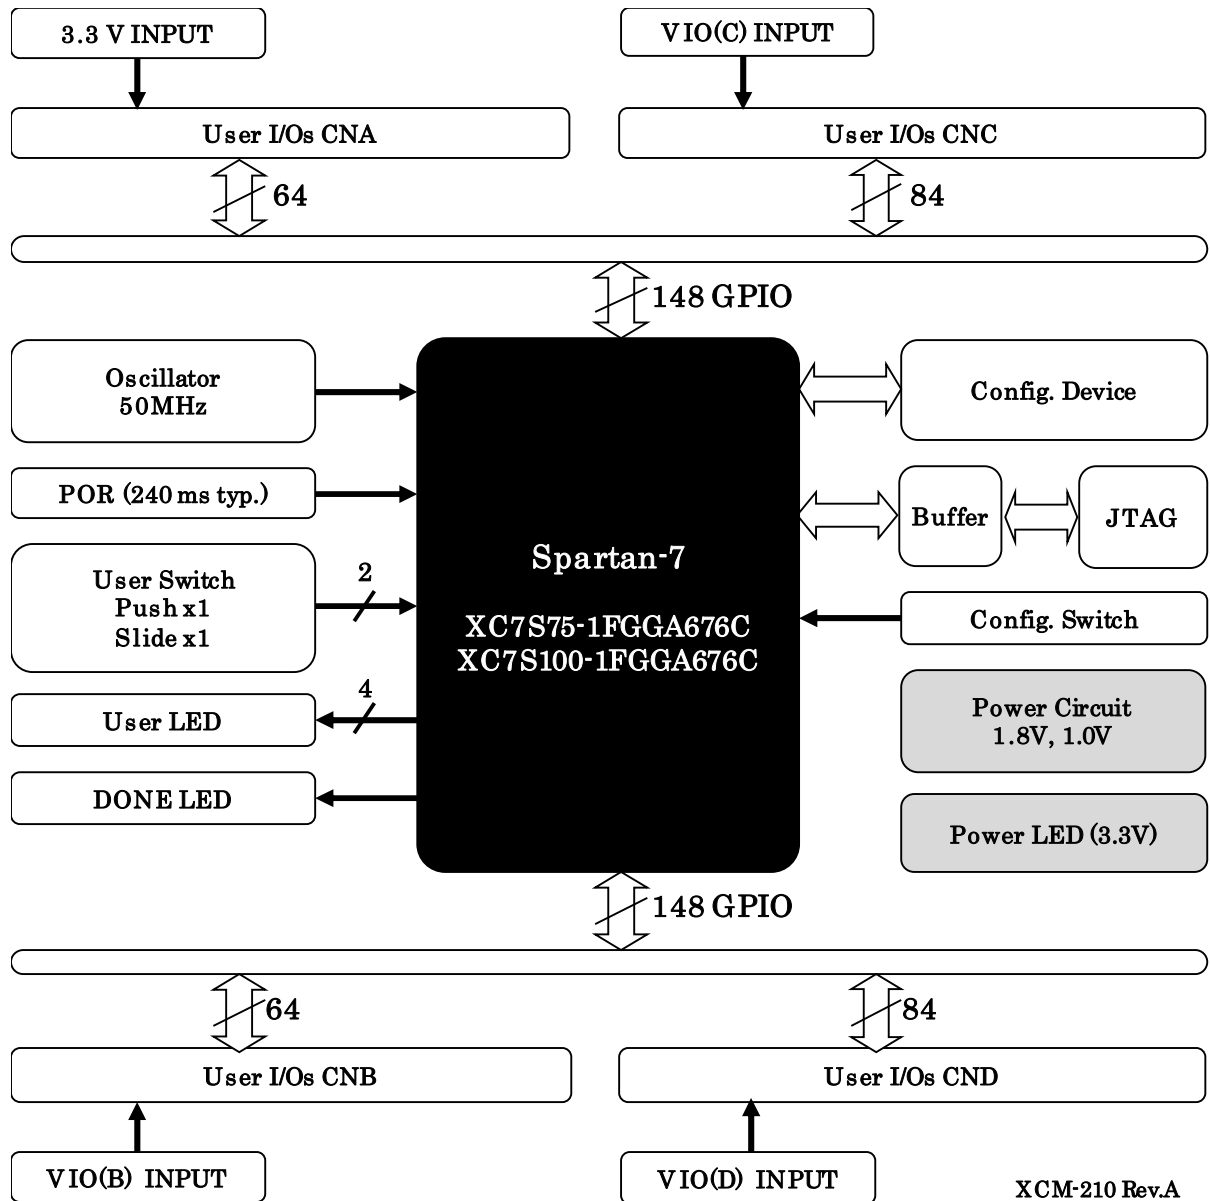 3.3 V INPUT
VIO(C) INPUT
User I/Os CNA
User I/Os CNC
64
84
148 GPIO
Oscillator
50MHz
Config. Device
POR (240 ms typ.)
Buffer
JTAG
User Switch
Push x1
Slide x1
2
Spartan-7
XC7S75-1FGGA676C
XC7S100-1FGGA676C
Config. Switch
User LED
4
Power Circuit
1.8V, 1.0V
DONE LED
Power LED (3.3V)
148 GPIO
64
84
User I/Os CNB
User I/Os CND
VIO(B) INPUT
VIO(D) INPUT
XCM-210 Rev.A